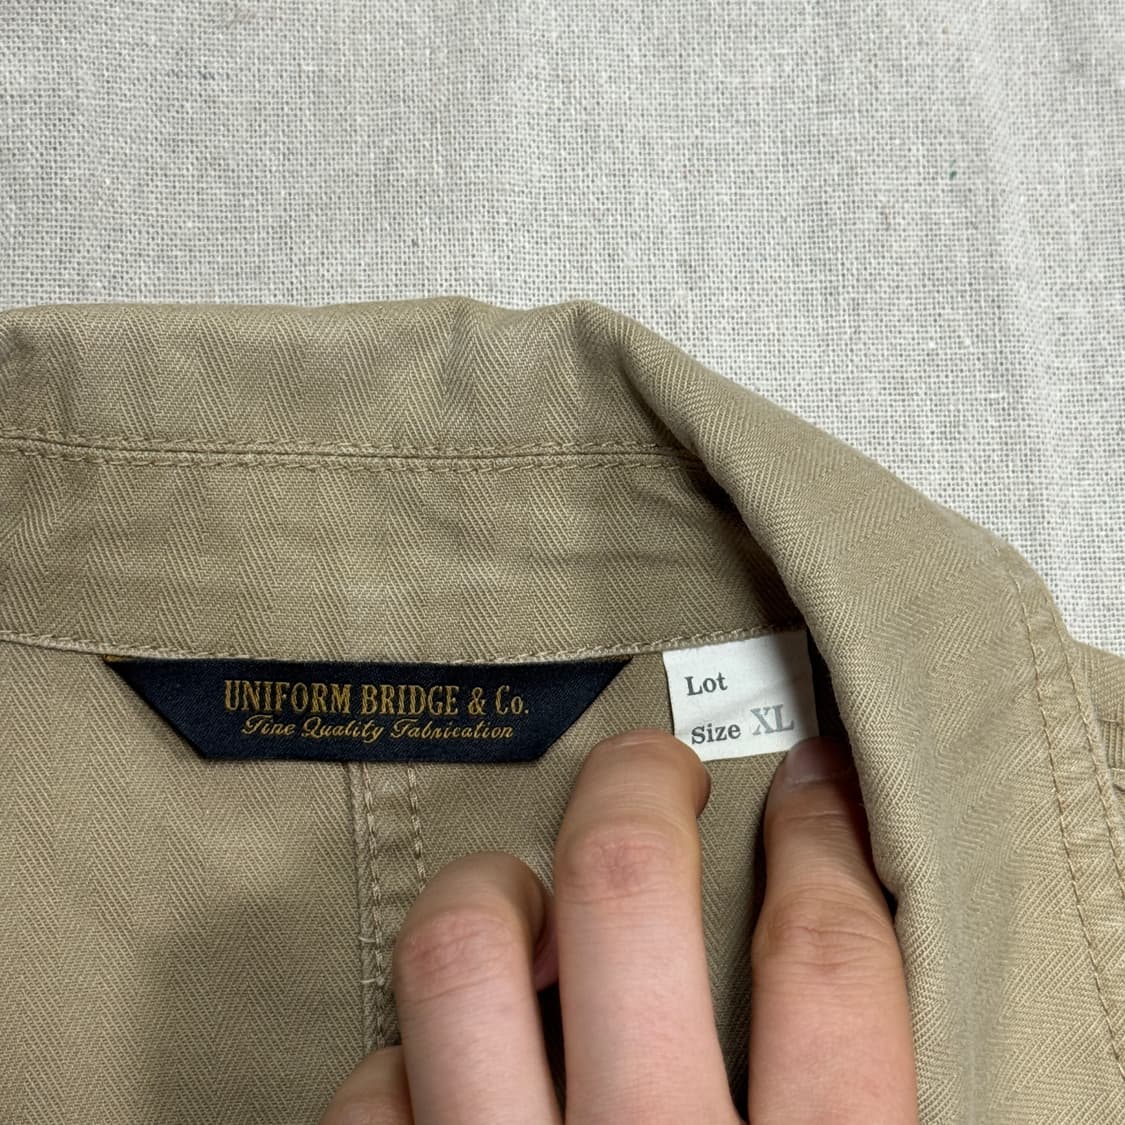 UNIFORM BRIDGE & Co.
Fine Quality Fabrication
Lot
Size XL